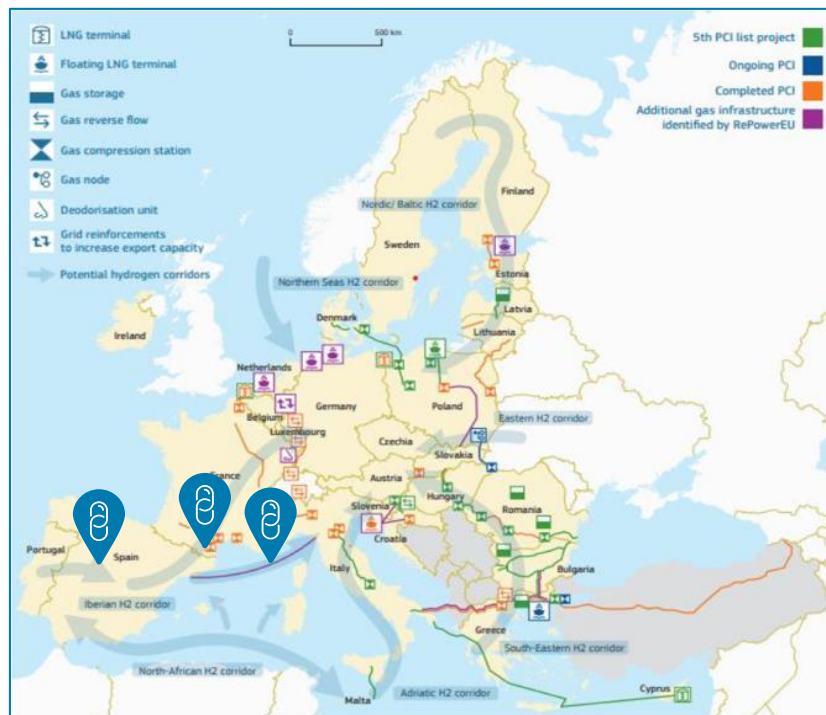 LNG terminal
Floating LNG terminal
Gas storage
Gas reverse flow
Gas compression station
Gas node
Deodorisation unit
Grid reinforcements
to increase export capacity
Potential hydrogen corridors
0
500 km
5th PCI list project
Ongoing PCI
Completed PCI
Additional gas infrastructure
identified by RePowerEU
Finland
Nordic/ Baltic H2 corridor
Sweden
Estonia
Northern Seas H2 corridor
Latvia
Denmark
Lithuania
Ireland
Netherlands
Belgium
Germany
Poland
Eastern H2 corridor
Luxembourg
Czechia
Slovakia
France
Austria
Hungary
Slovenia
Romania
Croatia
Portugal
Spain
Italy
Bulgaria
Iberian H2 corridor
Greece
South-Eastern H2 corridor
North-African H2 corridor
Adriatic H2 corridor
Malta
Cyprus